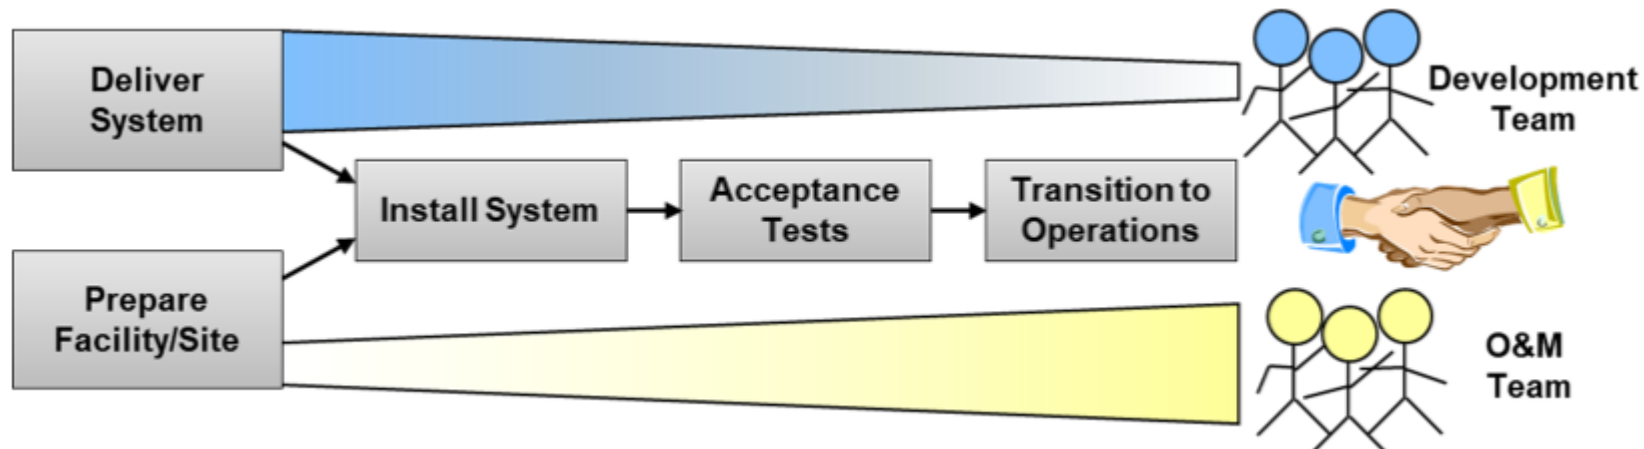 Deliver
System
Development
Team
Install System
Acceptance
Tests
Transition to
Operations
Prepare
Facility/Site
O&M
Team